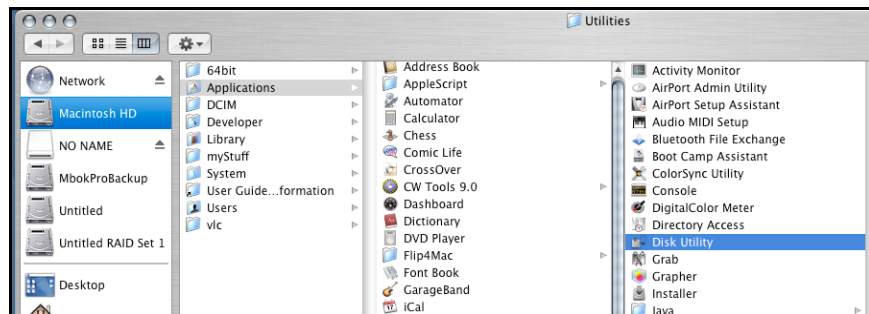 Utilities
Network
Macintosh HD
NO NAME
MbokProBackup
Untitled
Untitled RAID Set 1
Desktop
64bit
Applications
DCIM
Developer
Library
myStuff
System
User Guide...formation
Users
vlc
Address Book
AppleScript
Automator
Calculator
Chess
Comic Life
CrossOver
CW Tools 9.0
Dashboard
Dictionary
DVD Player
Flip4Mac
Font Book
GarageBand
iCal
Activity Monitor
AirPort Admin Utility
AirPort Setup Assistant
Audio MIDI Setup
Bluetooth File Exchange
Boot Camp Assistant
ColorSync Utility
Console
DigitalColor Meter
Directory Access
Disk Utility
Grab
Grapher
Installer
Java